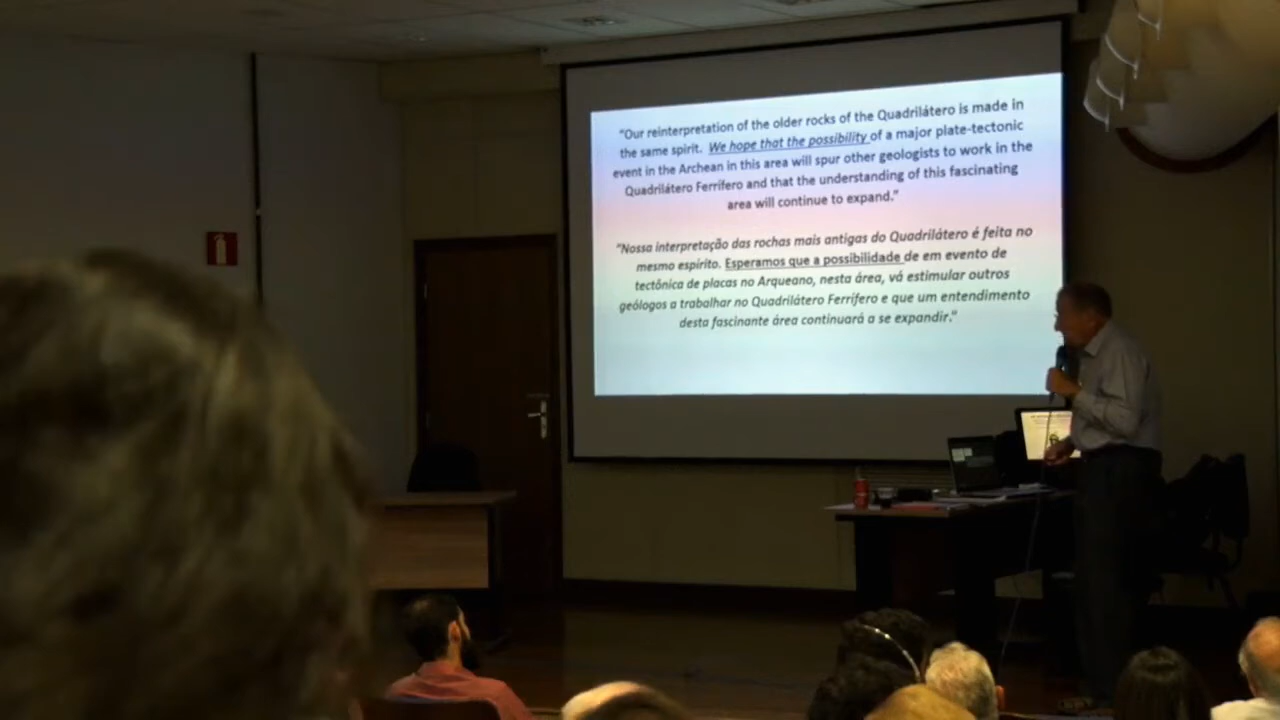 "Our reinterpretation of the older rocks of the Quadrilátero is made in
the same spirit. We hope that the possibility of a major plate-tectonic
event in the Archean in this area will spur other geologists to work in the
Quadrilátero Ferrífero and that the understanding of this fascinating
area will continue to expand."
"Nossa interpretação das rochas mais antigas do Quadrilátero é feita no
mesmo espírito. Esperamos que a possibilidade de em evento de
tectônica de placas no Arqueano, nesta área, vá estimular outros
geólogos a trabalhar no Quadrilátero Ferrífero e que um entendimento
desta fascinante área continuará a se expandir."